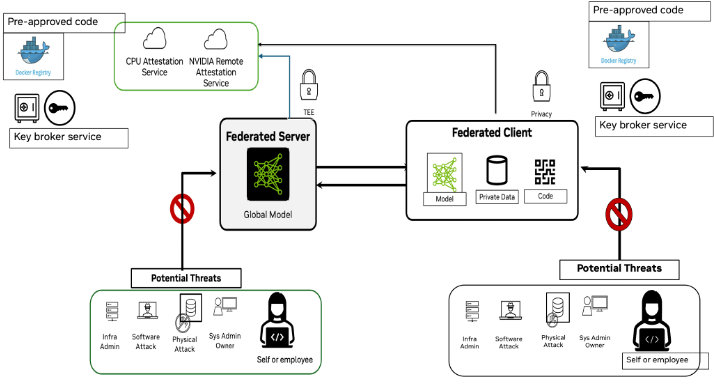 Pre-approved code
Docker Registry
Key broker service
CPU Attestation
Service
NVIDIA Remote
Attestation
Service
TEE
Privacy
Pre-approved code
Docker Registry
Key broker service
Federated Server
Global Model
Federated Client
Model
Private Data
Code
Potential Threats
Infra
Admin
Software
Attack
Physical
Attack
Sys Admin
Owner
Self or employee
Potential Threats
Infra
Admin
Software
Attack
Physical
Attack
Sys Admin
Owner
Self or employee